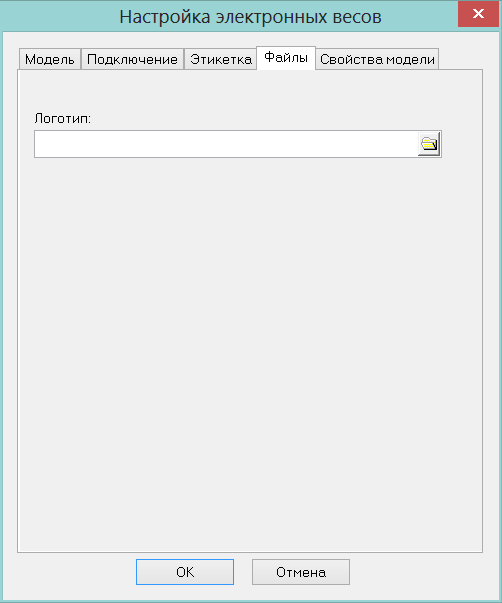 Настройка электронных весов
Модель Подключение Этикетка Файлы Свойства модели
Логотип:
OK Отмена